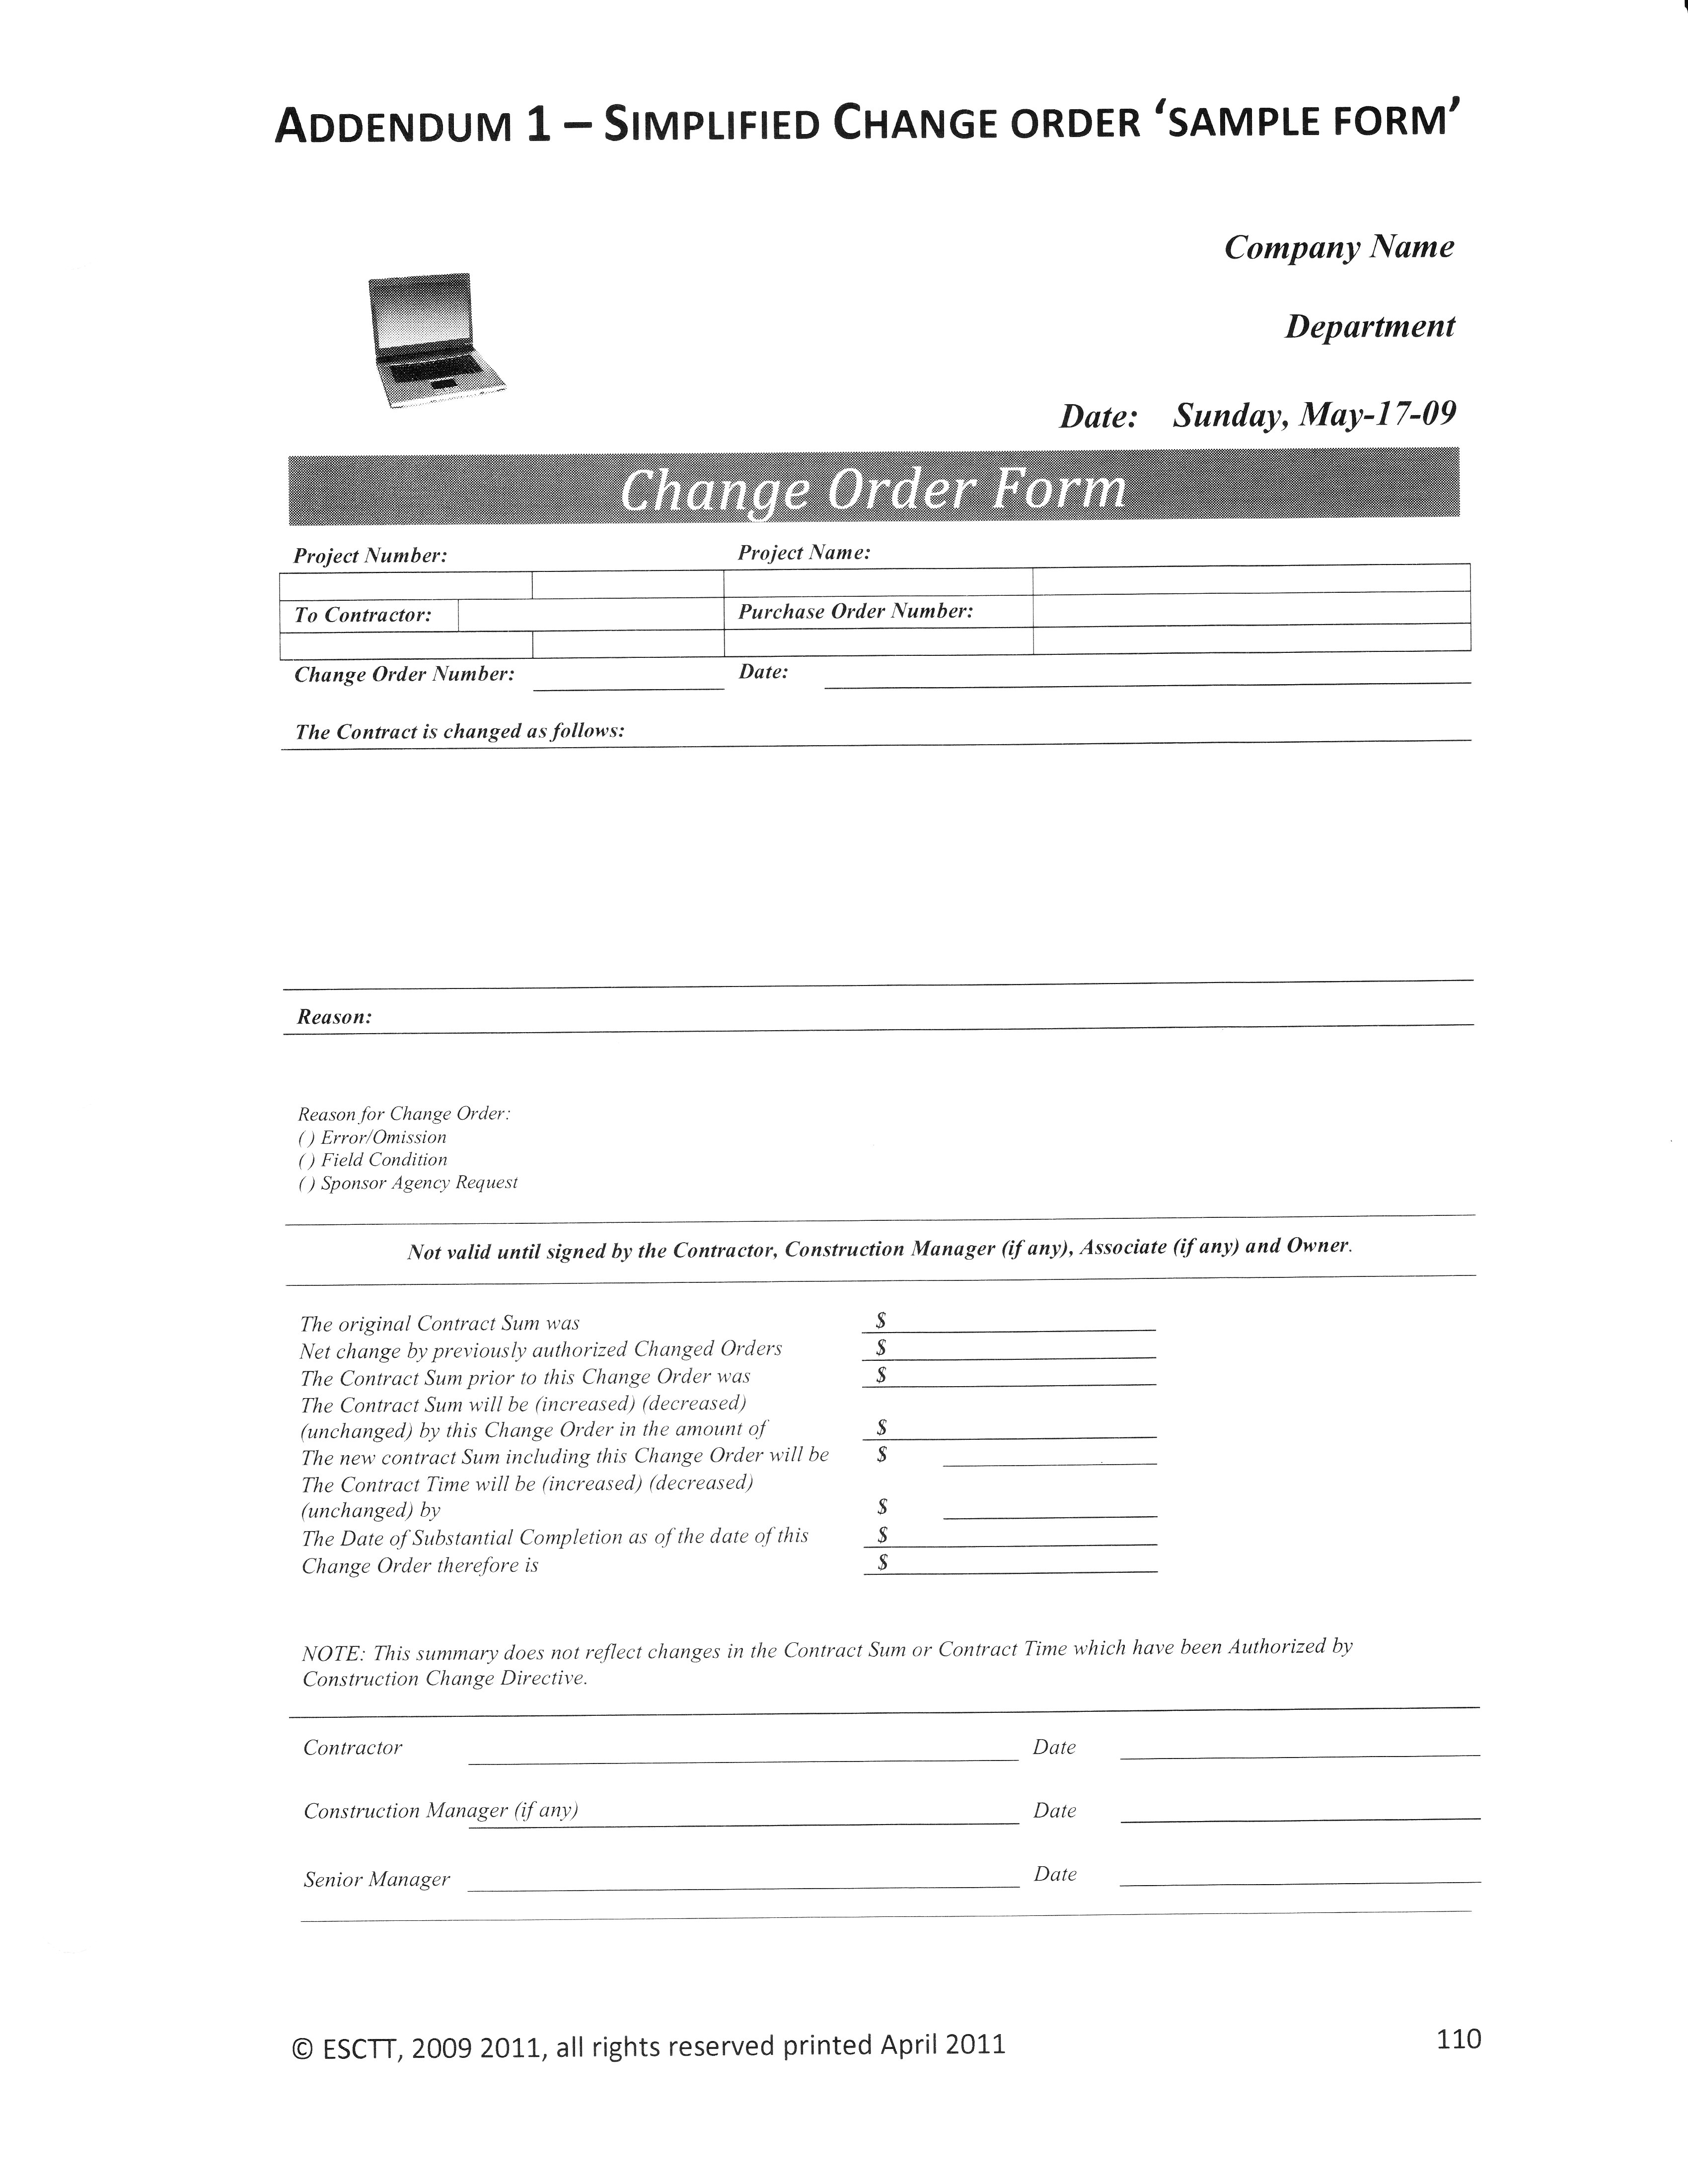 ADDENDUM 1 – SIMPLIFIED CHANGE ORDER ‘SAMPLE FORM’
Company Name
Department
Date: Sunday, May-17-09
Change Order Form
Project Number: Project Name:
To Contractor: Purchase Order Number:
Change Order Number: Date:
The Contract is changed as follows:
Reason:
Reason for Change Order:
( ) Error/Omission
( ) Field Condition
( ) Sponsor Agency Request
Not valid until signed by the Contractor, Construction Manager (if any), Associate (if any) and Owner.
The original Contract Sum was $
Net change by previously authorized Changed Orders $
The Contract Sum prior to this Change Order was $
The Contract Sum will be (increased) (decreased)
(unchanged) by this Change Order in the amount of $
The new contract Sum including this Change Order will be $
The Contract Time will be (increased) (decreased)
(unchanged) by $
The Date of Substantial Completion as of the date of this $
Change Order therefore is $
NOTE: This summary does not reflect changes in the Contract Sum or Contract Time which have been Authorized by
Construction Change Directive.
Contractor Date
Construction Manager (if any) Date
Senior Manager Date
© ESCTT, 2009 2011, all rights reserved printed April 2011 110